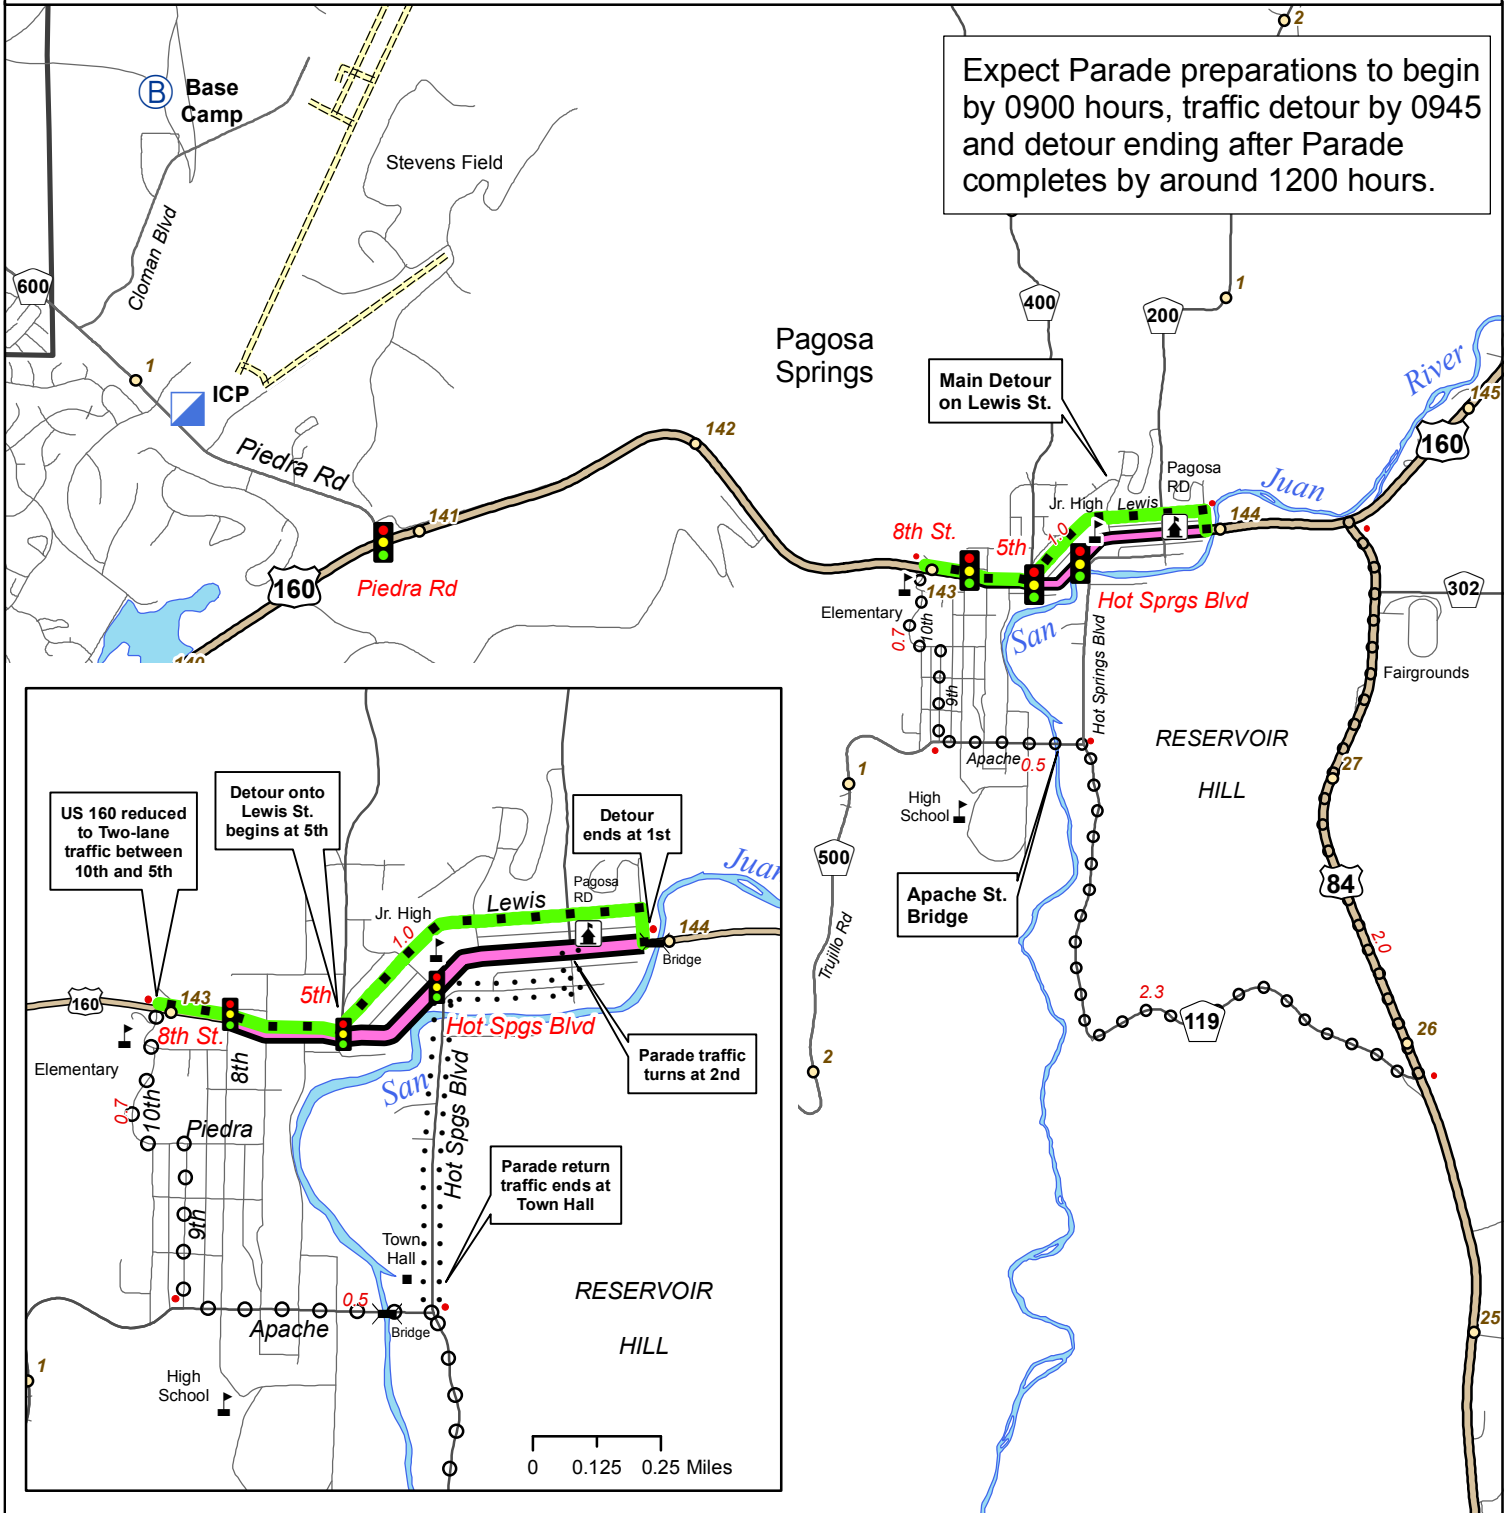 2
Expect Parade preparations to begin
by 0900 hours, traffic detour by 0945
and detour ending after Parade
completes by around 1200 hours.
B
Base
Camp
Stevens Field
Cloman Blvd
600
1
ICP
Piedra Rd
141
142
160
Piedra Rd
140
Pagosa
Springs
400
200
1
Main Detour
on Lewis St.
River
145
160
Juan
144
Pagosa
RD
Jr. High
Lewis
1.0
8th St.
5th
143
Hot Sprgs Blvd
Elementary
10th
0.7
9th
San
Hot Springs Blvd
302
Fairgrounds
RESERVOIR
HILL
Apache
0.5
1
High
School
500
Trujillo Rd
2
Apache St.
Bridge
27
84
2.0
2.3
119
26
25
US 160 reduced
to Two-lane
traffic between
10th and 5th
Detour onto
Lewis St.
begins at 5th
Detour
ends at 1st
Juan
Pagosa
RD
Lewis
Jr. High
1.0
144
Bridge
5th
160
143
8th St.
Hot Spgs Blvd
Parade traffic
turns at 2nd
Elementary
8th
San
10th
0.7
Piedra
Hot Spgs Blvd
Parade return
traffic ends at
Town Hall
9th
Town
Hall
RESERVOIR
HILL
0.5
Apache
Bridge
1
High
School
0 0.125 0.25 Miles